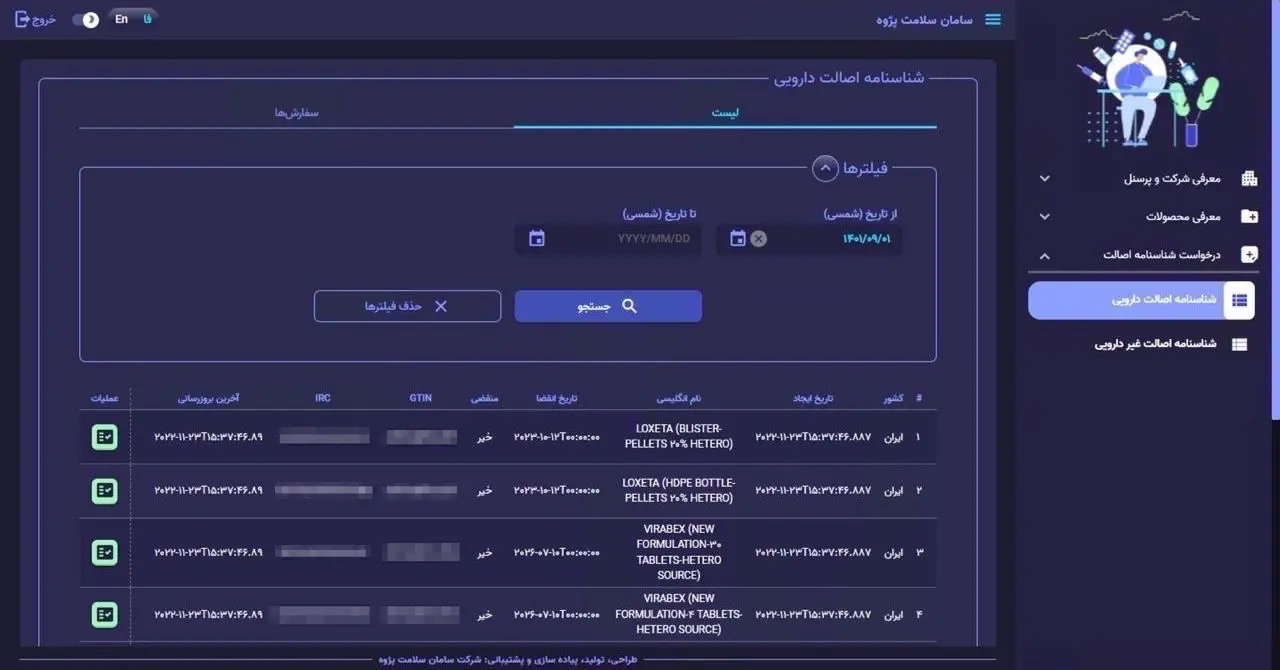 سامان سلامت پژوه
فا En
خروج
معرفی شرکت و پرسنل
معرفی محصولات
درخواست شناسنامه اصالت
شناسنامه اصالت دارویی
شناسنامه اصالت غیر دارویی
شناسنامه اصالت دارویی
لیست
سفارش‌ها
فیلترها
از تاریخ (شمسی)
تا تاریخ (شمسی)
۱۴۰۱/۰۹/۰۱
YYYY/MM/DD
جستجو
حذف فیلترها
# کشور تاریخ ایجاد نام انگلیسی تاریخ انقضا منقضی GTIN IRC آخرین بروزرسانی عملیات
۱ ایران ۲۰۲۲-۱۱-۲۳T۱۵:۳۷:۴۶.۸۸۷ LOXETA (BLISTER- ۲۰۲۳-۱۰-۱۲T۰۰:۰۰:۰۰ خیر ۲۰۲۲-۱۱-۲۳T۱۵:۳۷:۴۶.۸۹
PELLETS ۲۰% HETERO)
۲ ایران ۲۰۲۲-۱۱-۲۳T۱۵:۳۷:۴۶.۸۸۷ LOXETA (HDPE BOTTLE- ۲۰۲۳-۱۰-۱۲T۰۰:۰۰:۰۰ خیر ۲۰۲۲-۱۱-۲۳T۱۵:۳۷:۴۶.۸۹
PELLETS ۲۰% HETERO)
۳ ایران ۲۰۲۲-۱۱-۲۳T۱۵:۳۷:۴۶.۸۸۷ VIRABEX (NEW ۲۰۲۶-۰۷-۱۰T۰۰:۰۰:۰۰ خیر ۲۰۲۲-۱۱-۲۳T۱۵:۳۷:۴۶.۸۹
FORMULATION-۳۰
TABLETS-HETERO
SOURCE)
۴ ایران ۲۰۲۲-۱۱-۲۳T۱۵:۳۷:۴۶.۸۸۷ VIRABEX (NEW ۲۰۲۶-۰۷-۱۰T۰۰:۰۰:۰۰ خیر ۲۰۲۲-۱۱-۲۳T۱۵:۳۷:۴۶.۸۹
FORMULATION-۴ TABLETS-
HETERO SOURCE)
طراحی، تولید، پیاده سازی و پشتیبانی: شرکت سامان سلامت پژوه